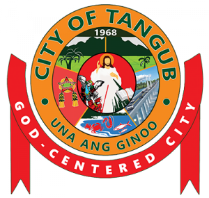 CITY OF TANGUB
1968
UNA ANG GINOO
GOD-CENTERED CITY